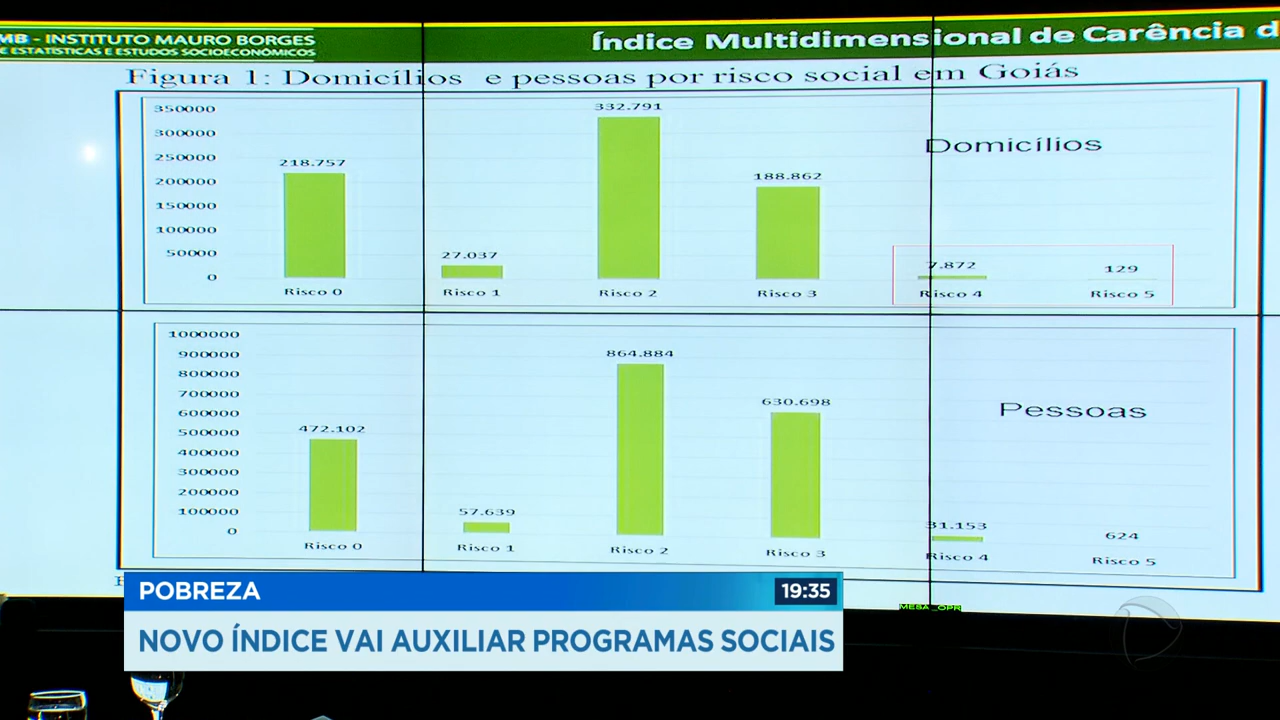 MB - INSTITUTO MAURO BORGES
E ESTATÍSTICAS E ESTUDOS SOCIOECONÔMICOS
Índice Multidimensional de Carência d
Figura 1: Domicílios e pessoas por risco social em Goiás
350000
300000
250000
200000
150000
100000
50000
0
218.757
27.037
332.791
188.862
7.872
129
Domicílios
Risco 0
Risco 1
Risco 2
Risco 3
Risco 4
Risco 5
1000000
900000
800000
700000
600000
500000
400000
300000
200000
100000
0
472.102
57.639
864.884
630.698
31.153
624
Pessoas
Risco 0
Risco 1
Risco 2
Risco 3
Risco 4
Risco 5
MESA_OPR
POBREZA
19:35
NOVO ÍNDICE VAI AUXILIAR PROGRAMAS SOCIAIS